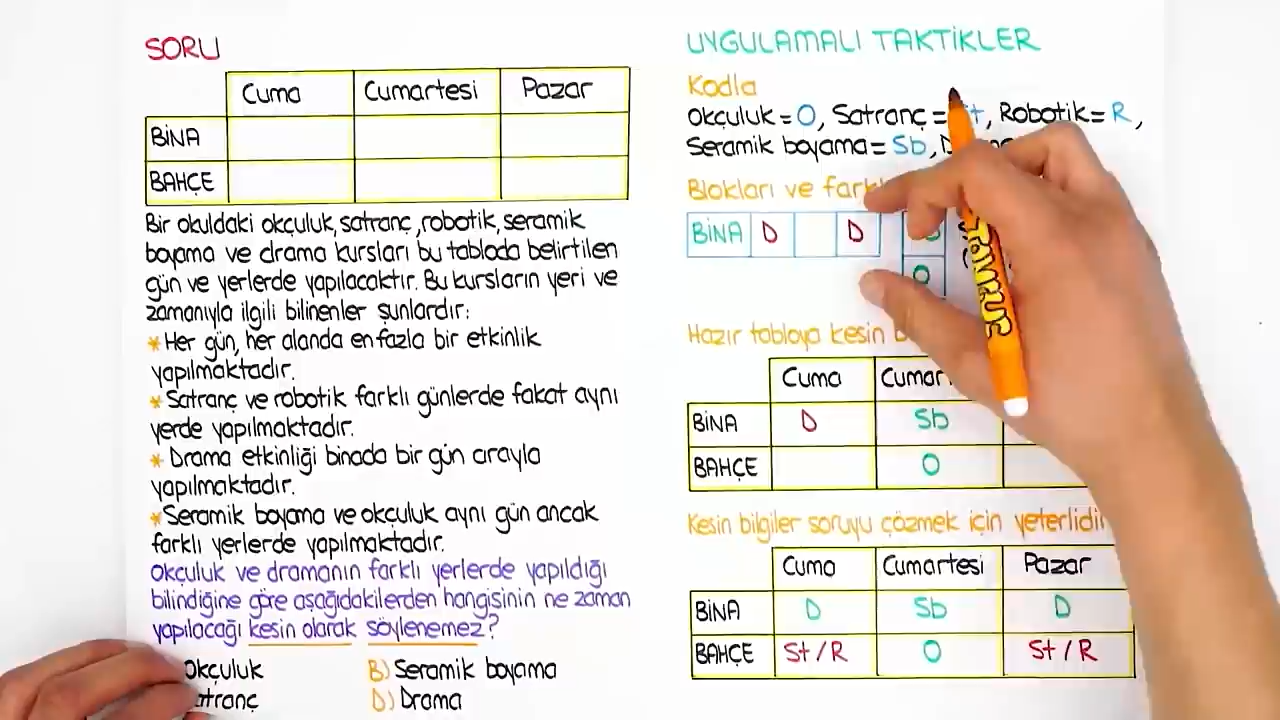 SORU
Cuma Cumartesi Pazar
BİNA
BAHÇE
Bir okuldaki okçuluk, satranç, robotik, seramik
boyama ve drama kursları bu tabloda belirtilen
gün ve yerlerde yapılacaktır. Bu kursların yeri ve
zamanıyla ilgili bilinenler şunlardır:
* Her gün, her alanda en fazla bir etkinlik
yapılmaktadır.
* Satranç ve robotik farklı günlerde fakat aynı
yerde yapılmaktadır.
* Drama etkinliği binada bir gün arayla
yapılmaktadır.
* Seramik boyama ve okçuluk aynı gün ancak
farklı yerlerde yapılmaktadır.
Okçuluk ve dramanın farklı yerlerde yapıldığı
bilindiğine göre aşağıdakilerden hangisinin ne zaman
yapılacağı kesin olarak söylenemez?
Okçuluk B) Seramik boyama
D) Drama
UYGULAMALI TAKTİKLER
Kodla
Okçuluk = O, Satranç = Robotik = R,
Seramik boyama = Sb,
Blokları ve
BİNA D D
O
Hazır tabloya kesin
Cuma
BİNA D Sb
BAHÇE O
Kesin bilgiler soruyu çözmek için yeterlidir
Cuma Cumartesi Pazar
BİNA D Sb D
BAHÇE St / R O St / R